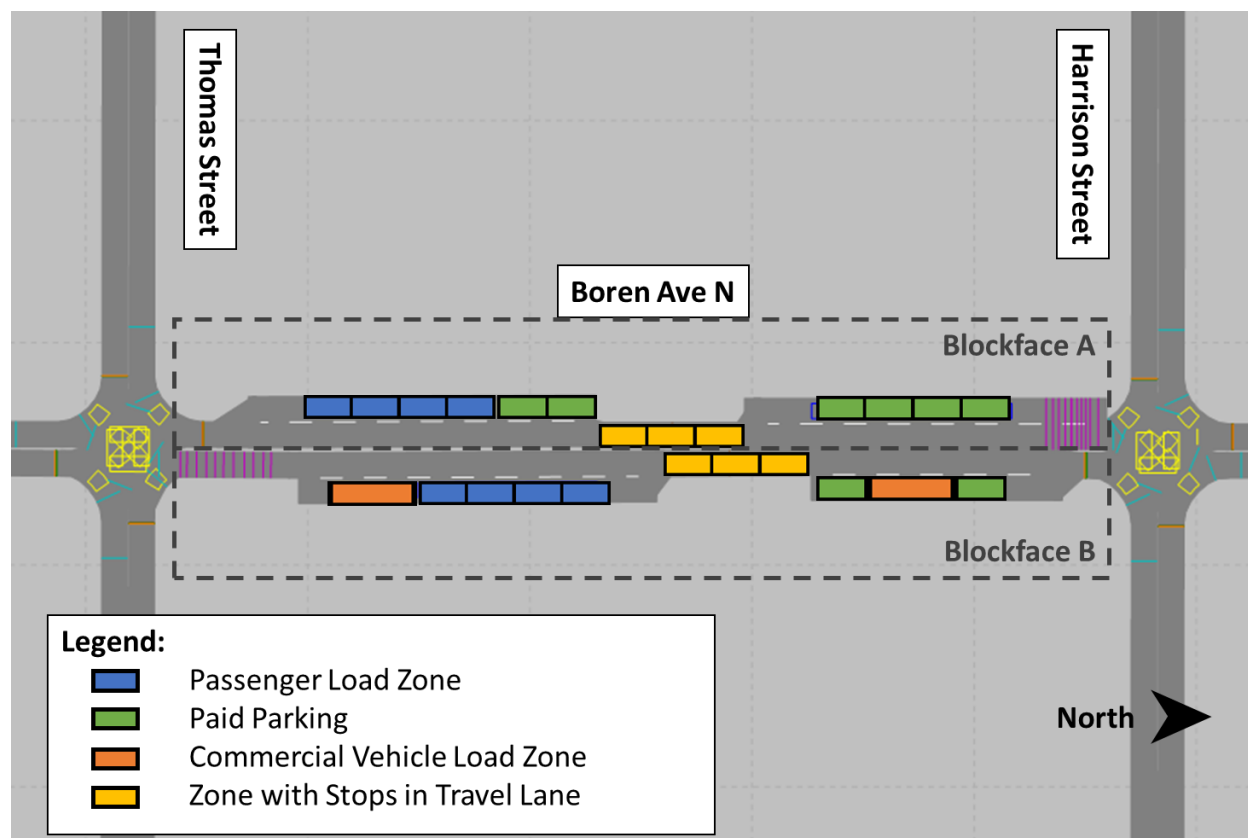 Thomas Street
Harrison Street
Boren Ave N
Blockface A
Blockface B
Legend:
Passenger Load Zone
Paid Parking
Commercial Vehicle Load Zone
Zone with Stops in Travel Lane
North